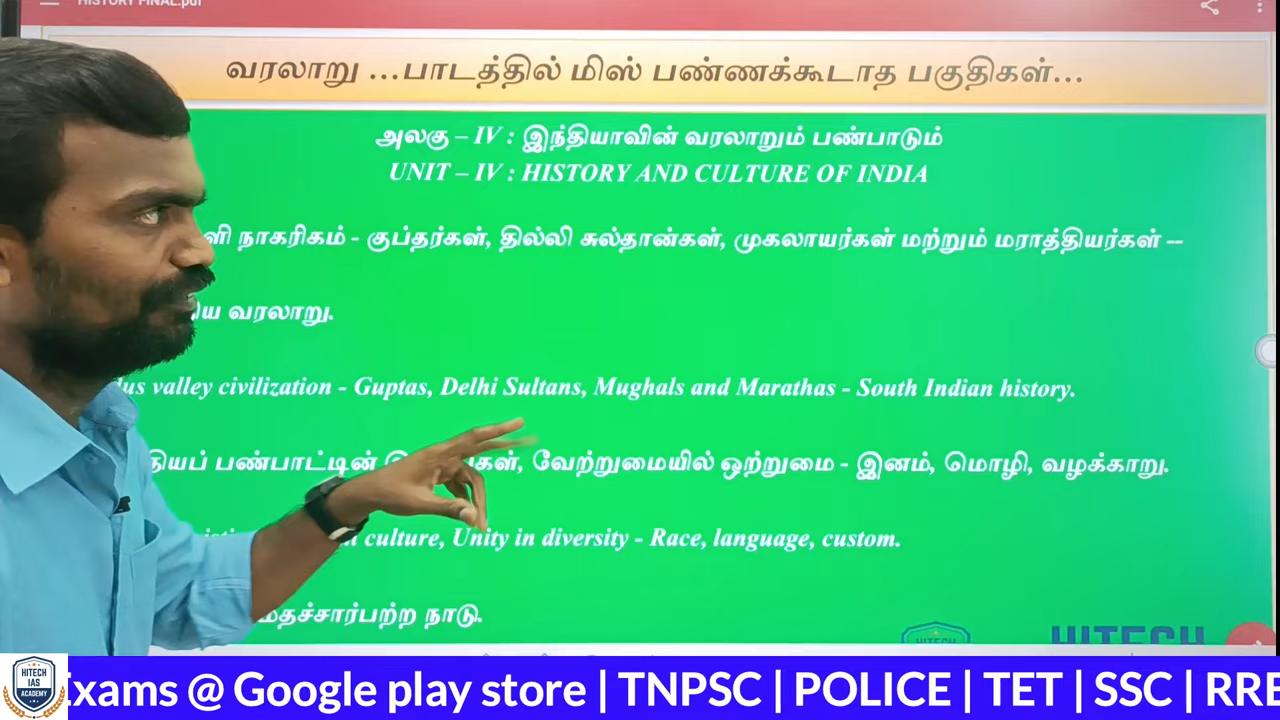 HISTORY FINAL.pdf
வரலாறு ...பாடத்தில் மிஸ் பண்ணக்கூடாத பகுதிகள்...
அலகு – IV : இந்தியாவின் வரலாறும் பண்பாடும்
UNIT – IV : HISTORY AND CULTURE OF INDIA
நாகரிகம் - குப்தர்கள், தில்லி சுல்தான்கள், முகலாயர்கள் மற்றும் மராத்தியர்கள் –
வரலாறு.
valley civilization - Guptas, Delhi Sultans, Mughals and Marathas - South Indian history.
பண்பாட்டின் வேற்றுமையில் ஒற்றுமை - இனம், மொழி, வழக்காறு.
culture, Unity in diversity - Race, language, custom.
மதச்சார்பற்ற நாடு.
HITECH
HITECH
IAS
ACADEMY
Exams @ Google play store | TNPSC | POLICE | TET | SSC | RRB